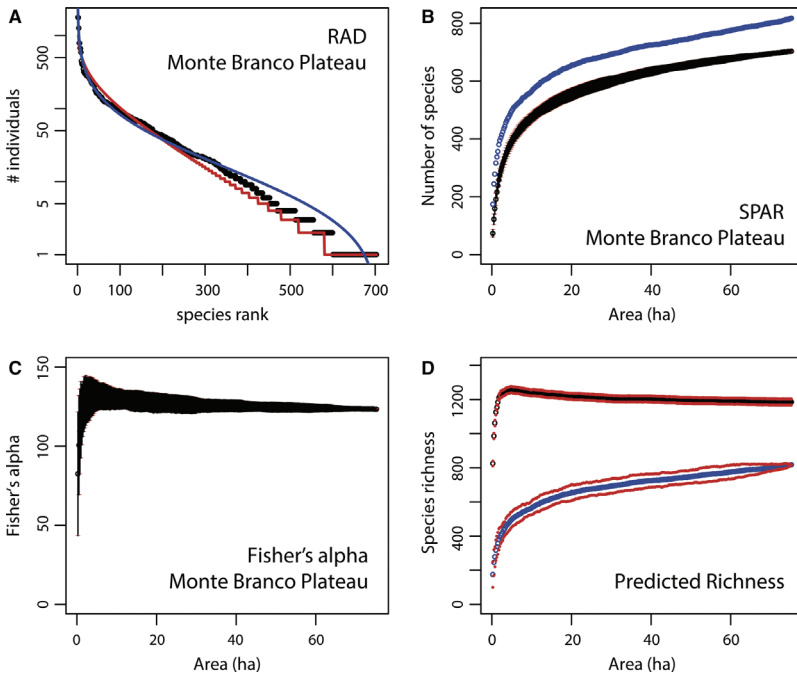 A
RAD
Monte Branco Plateau
# individuals
500
50
5
1
0
100
300
500
700
species rank
B
SPAR
Monte Branco Plateau
Number of species
800
600
400
200
0
0
20
40
60
Area (ha)
C
Fisher's alpha
Monte Branco Plateau
Fisher's alpha
150
100
50
0
0
20
40
60
Area (ha)
D
Predicted Richness
Species richness
1200
800
400
0
0
20
40
60
Area (ha)